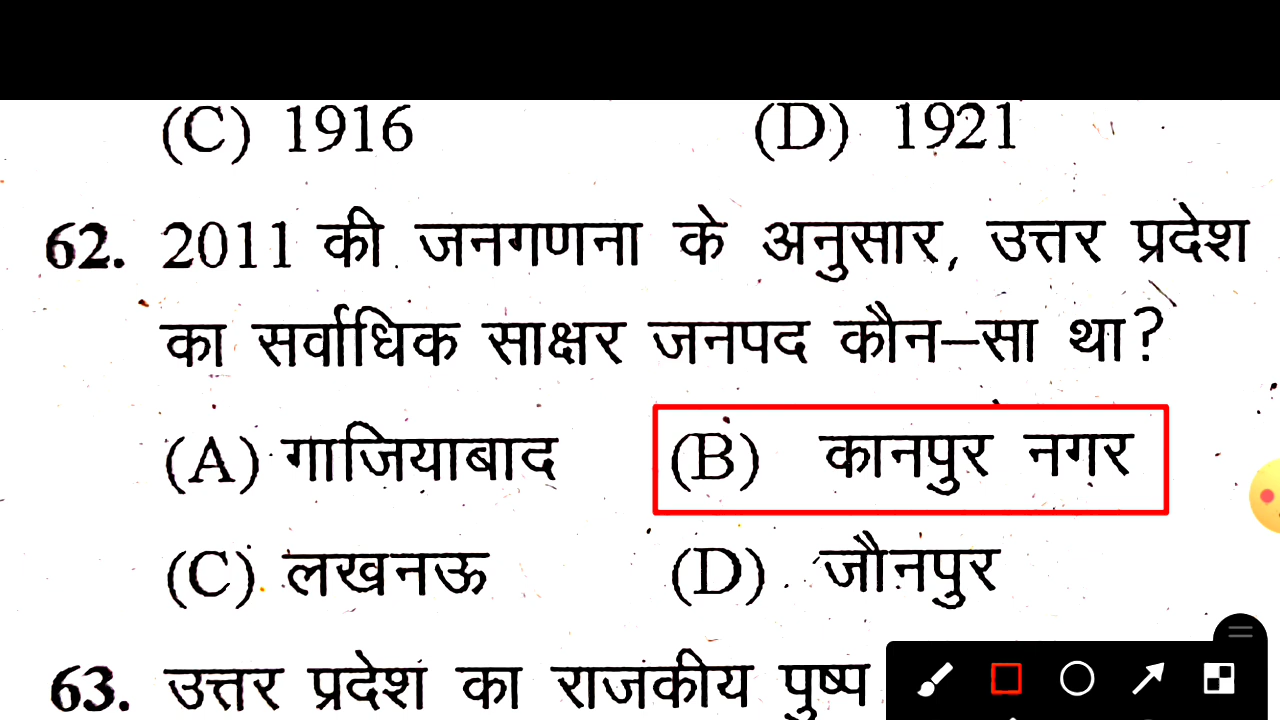 (C) 1916 (D) 1921
62. 2011 की जनगणना के अनुसार, उत्तर प्रदेश
का सर्वाधिक साक्षर जनपद कौन–सा था?
(A) गाजियाबाद (B) कानपुर नगर
(C) लखनऊ (D) जौनपुर
63. उत्तर प्रदेश का राजकीय पुष्प